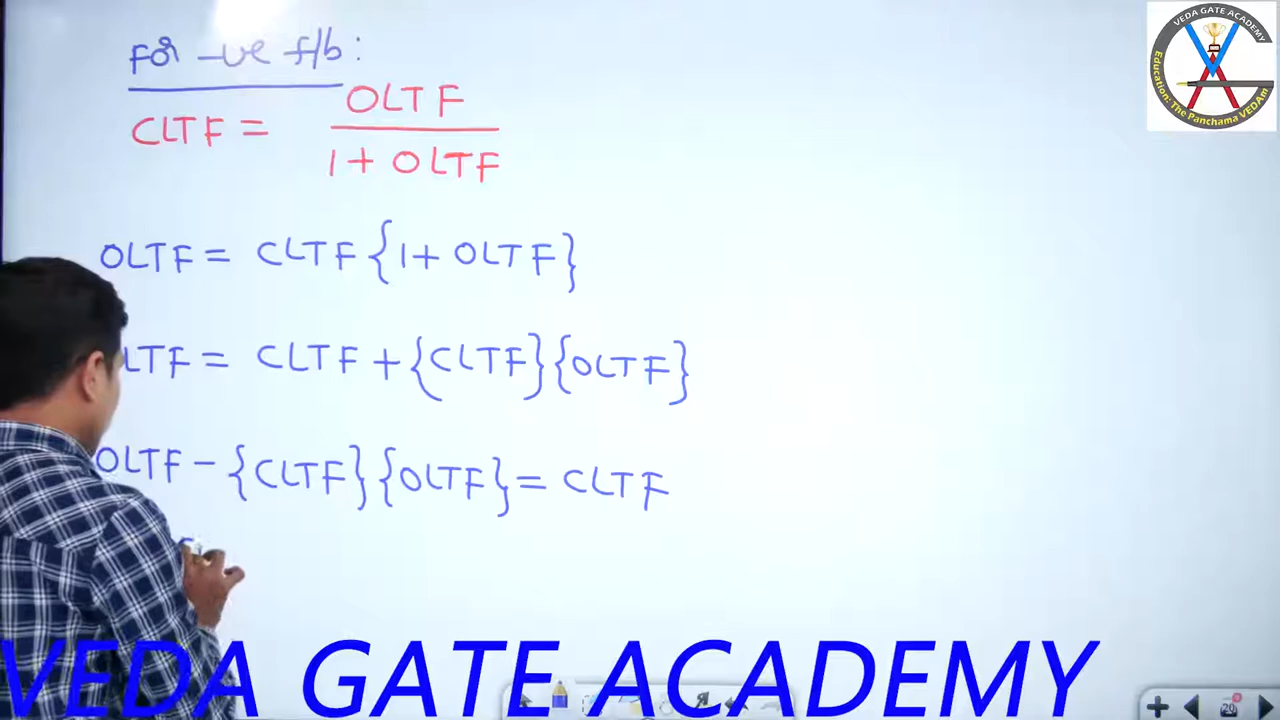 For -ve f/b :
CLTF = OLTF / 1 + OLTF
OLTF = CLTF {1 + OLTF}
LTF = CLTF + {CLTF}{OLTF}
OLTF - {CLTF}{OLTF} = CLTF
VEDA GATE ACADEMY
VEDA GATE ACADEMY
Education: The Panchama VEDAm
20